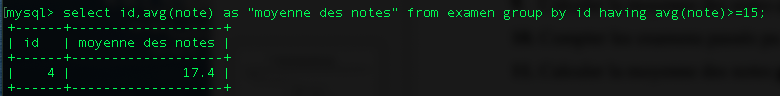 [mysql> select id,avg(note) as "moyenne des notes" from examen group by id having avg(note)>=15;
+------+-------------------+
| id   | moyenne des notes |
+------+-------------------+
|    4 |              17.4 |
+------+-------------------+